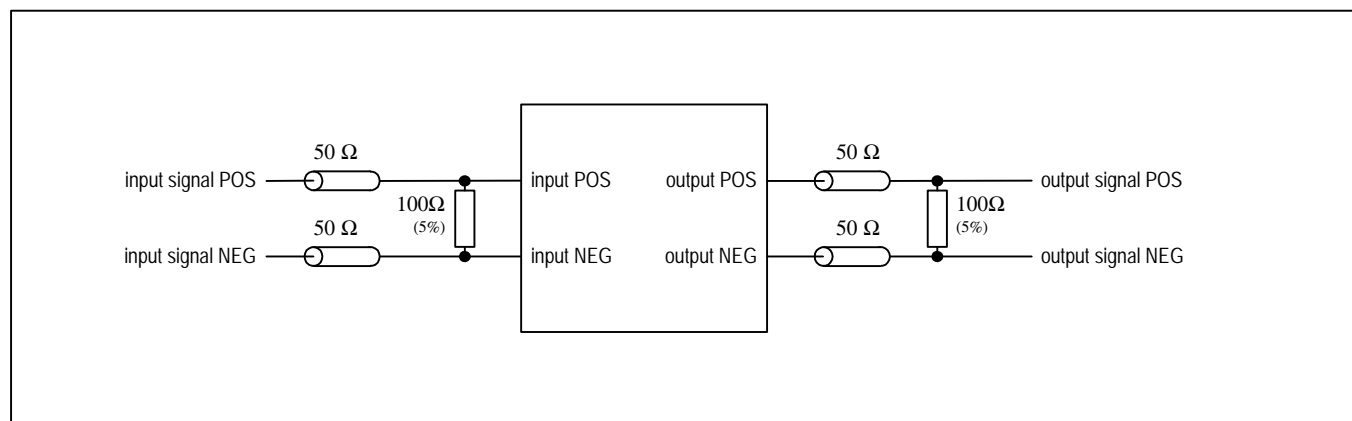 50 Ω
50 Ω
input signal POS
input POS
output POS
output signal POS
100Ω
(5%)
100Ω
(5%)
50 Ω
50 Ω
input signal NEG
input NEG
output NEG
output signal NEG